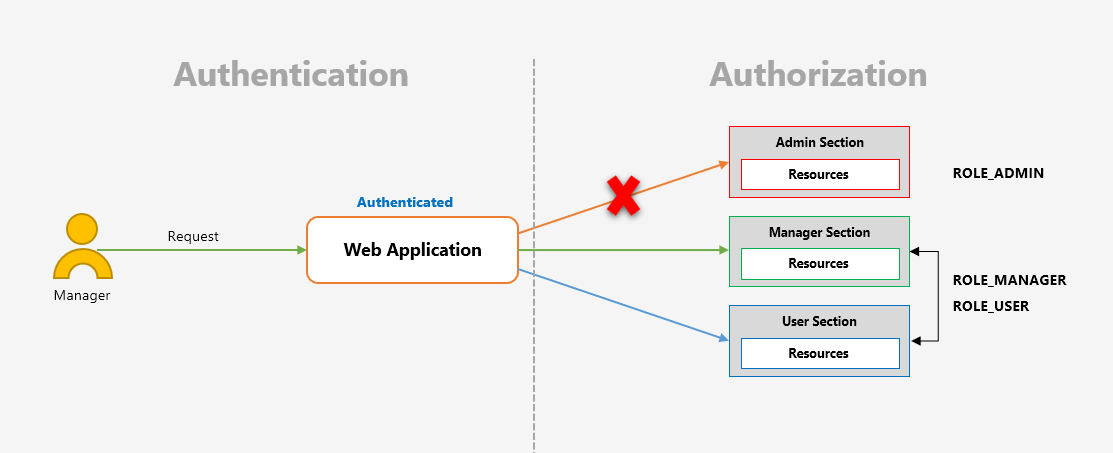 Authentication
Authorization
Admin Section
Resources
ROLE_ADMIN
Authenticated
Request
Web Application
Manager
Manager Section
Resources
ROLE_MANAGER
ROLE_USER
User Section
Resources